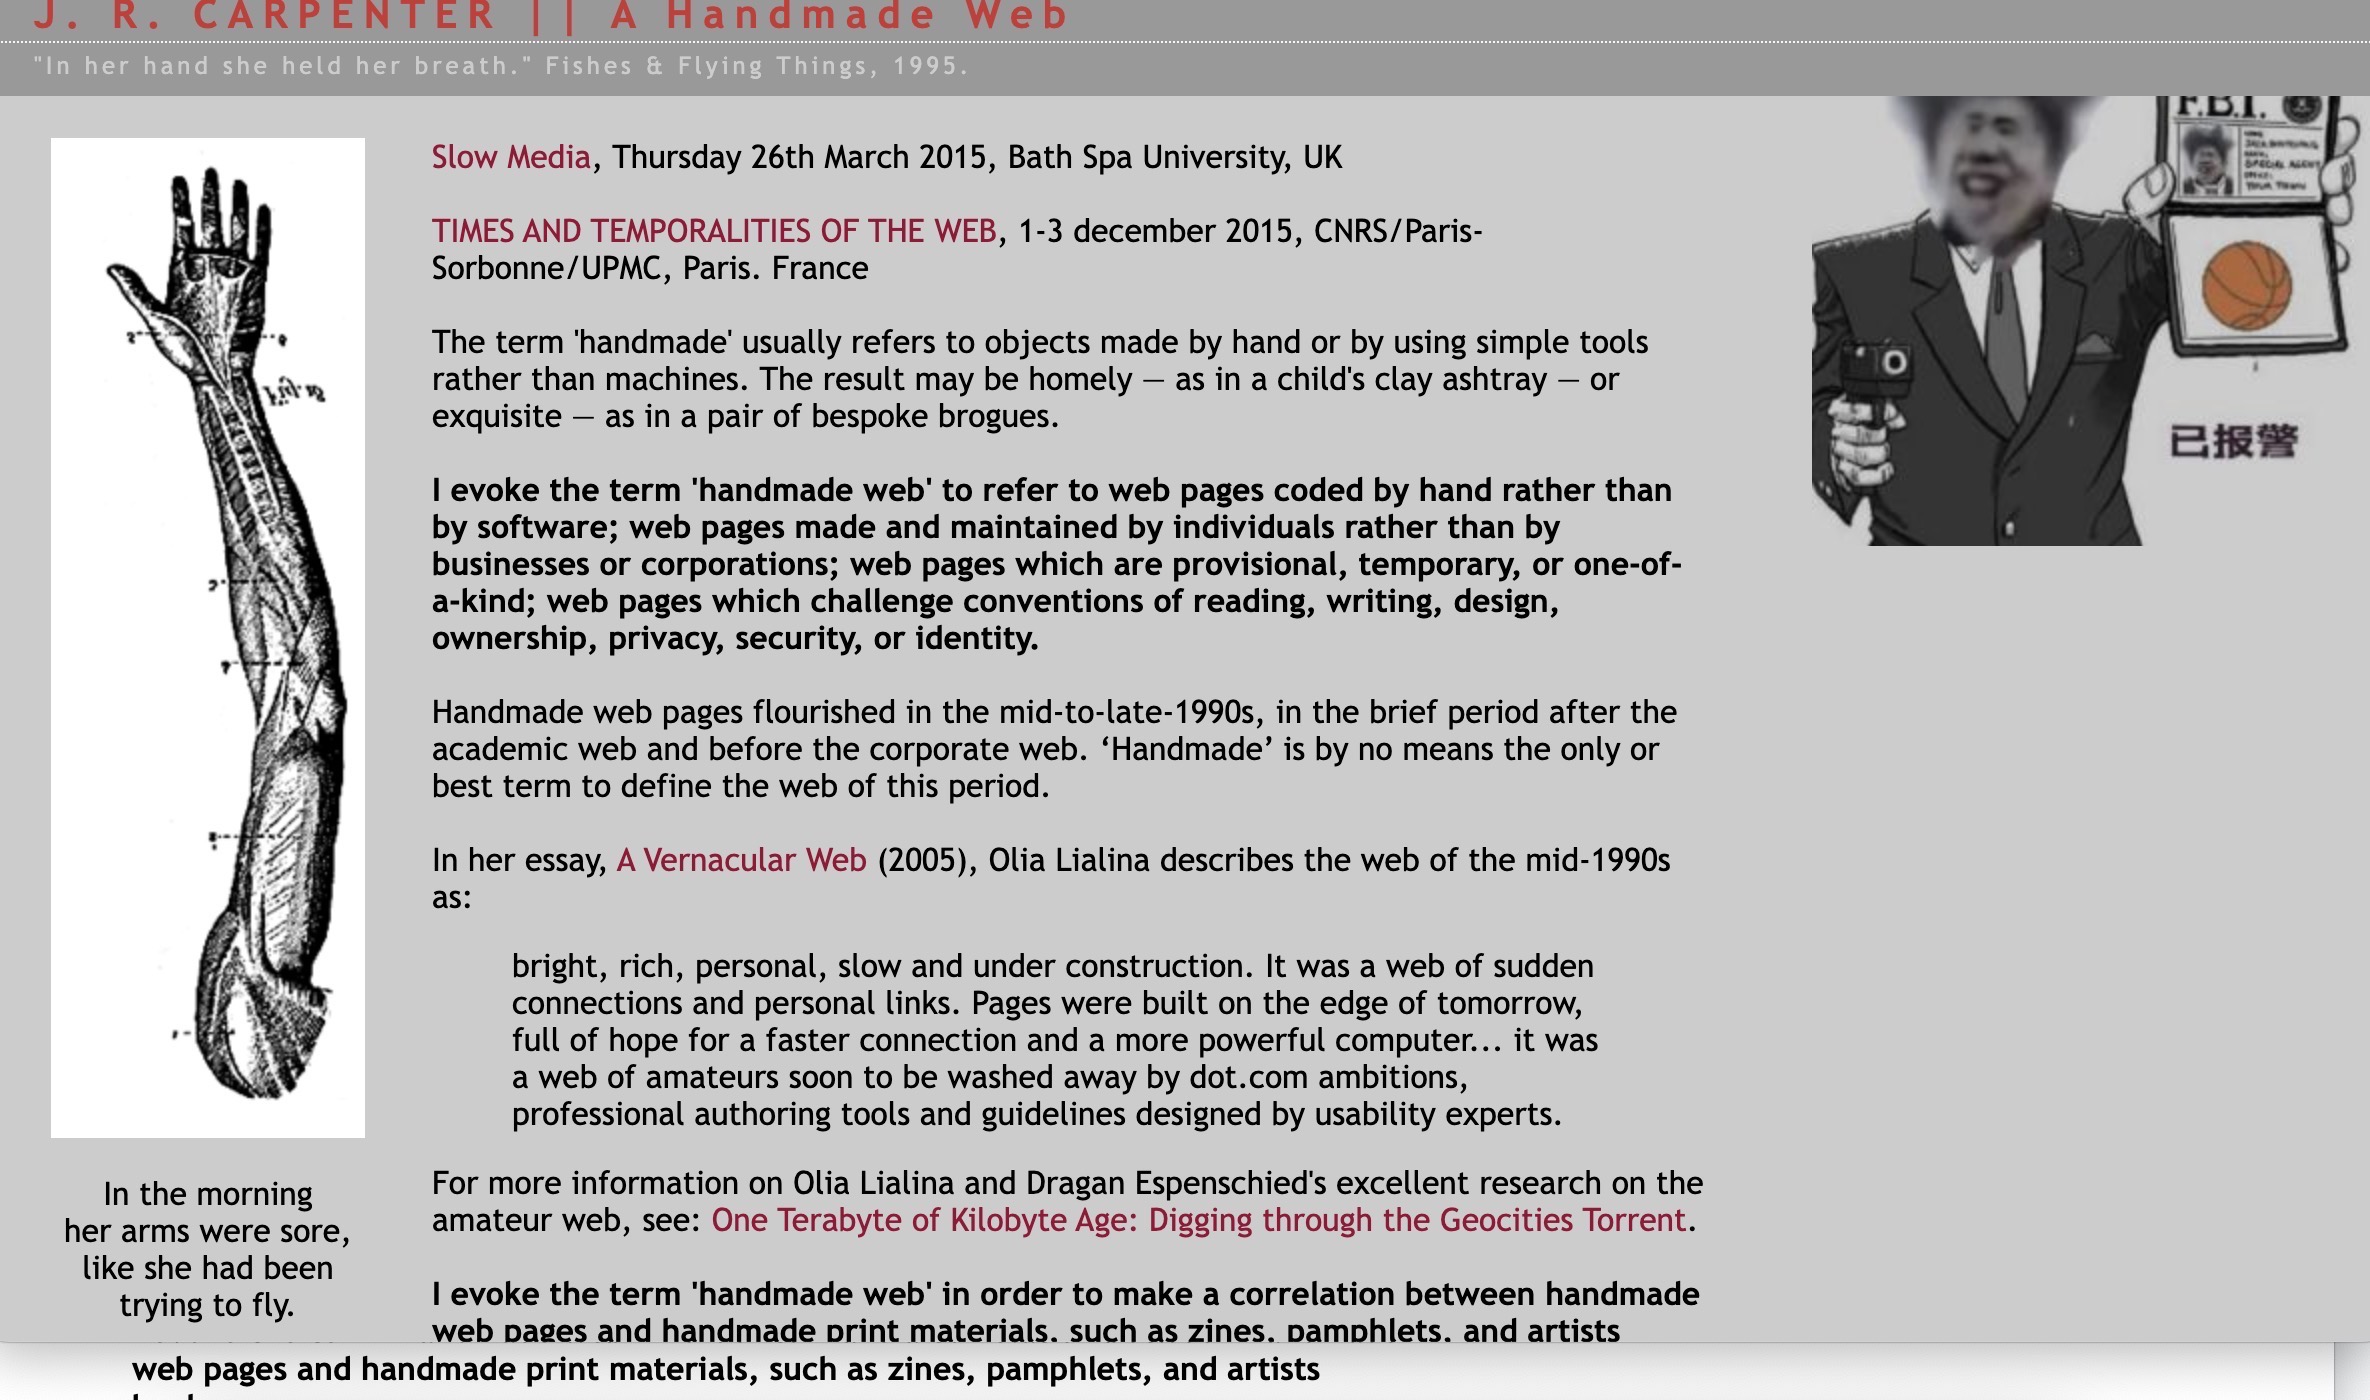 J. R. CARPENTER || A Handmade Web
"In her hand she held her breath." Fishes & Flying Things, 1995.
Slow Media, Thursday 26th March 2015, Bath Spa University, UK
TIMES AND TEMPORALITIES OF THE WEB, 1-3 december 2015, CNRS/Paris-
Sorbonne/UPMC, Paris. France
The term 'handmade' usually refers to objects made by hand or by using simple tools
rather than machines. The result may be homely — as in a child's clay ashtray — or
exquisite — as in a pair of bespoke brogues.
I evoke the term 'handmade web' to refer to web pages coded by hand rather than
by software; web pages made and maintained by individuals rather than by
businesses or corporations; web pages which are provisional, temporary, or one-of-
a-kind; web pages which challenge conventions of reading, writing, design,
ownership, privacy, security, or identity.
Handmade web pages flourished in the mid-to-late-1990s, in the brief period after the
academic web and before the corporate web. ‘Handmade’ is by no means the only or
best term to define the web of this period.
In her essay, A Vernacular Web (2005), Olia Lialina describes the web of the mid-1990s
as:
bright, rich, personal, slow and under construction. It was a web of sudden
connections and personal links. Pages were built on the edge of tomorrow,
full of hope for a faster connection and a more powerful computer... it was
a web of amateurs soon to be washed away by dot.com ambitions,
professional authoring tools and guidelines designed by usability experts.
For more information on Olia Lialina and Dragan Espenschied's excellent research on the
amateur web, see: One Terabyte of Kilobyte Age: Digging through the Geocities Torrent.
I evoke the term 'handmade web' in order to make a correlation between handmade
web pages and handmade print materials, such as zines, pamphlets, and artists
web pages and handmade print materials, such as zines, pamphlets, and artists
In the morning
her arms were sore,
like she had been
trying to fly.
F.B.I.
SPECIAL AGENT
YOUR TOWN
已报警